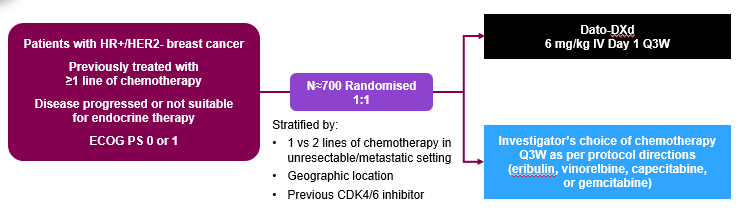 Patients with HR+/HER2- breast cancer
Previously treated with
≥1 line of chemotherapy
Disease progressed or not suitable
for endocrine therapy
ECOG PS 0 or 1
N≈700 Randomised
1:1
Stratified by:
• 1 vs 2 lines of chemotherapy in
unresectable/metastatic setting
• Geographic location
• Previous CDK4/6 inhibitor
Dato-DXd
6 mg/kg IV Day 1 Q3W
Investigator's choice of chemotherapy
Q3W as per protocol directions
(eribulin, vinorelbine, capecitabine,
or gemcitabine)